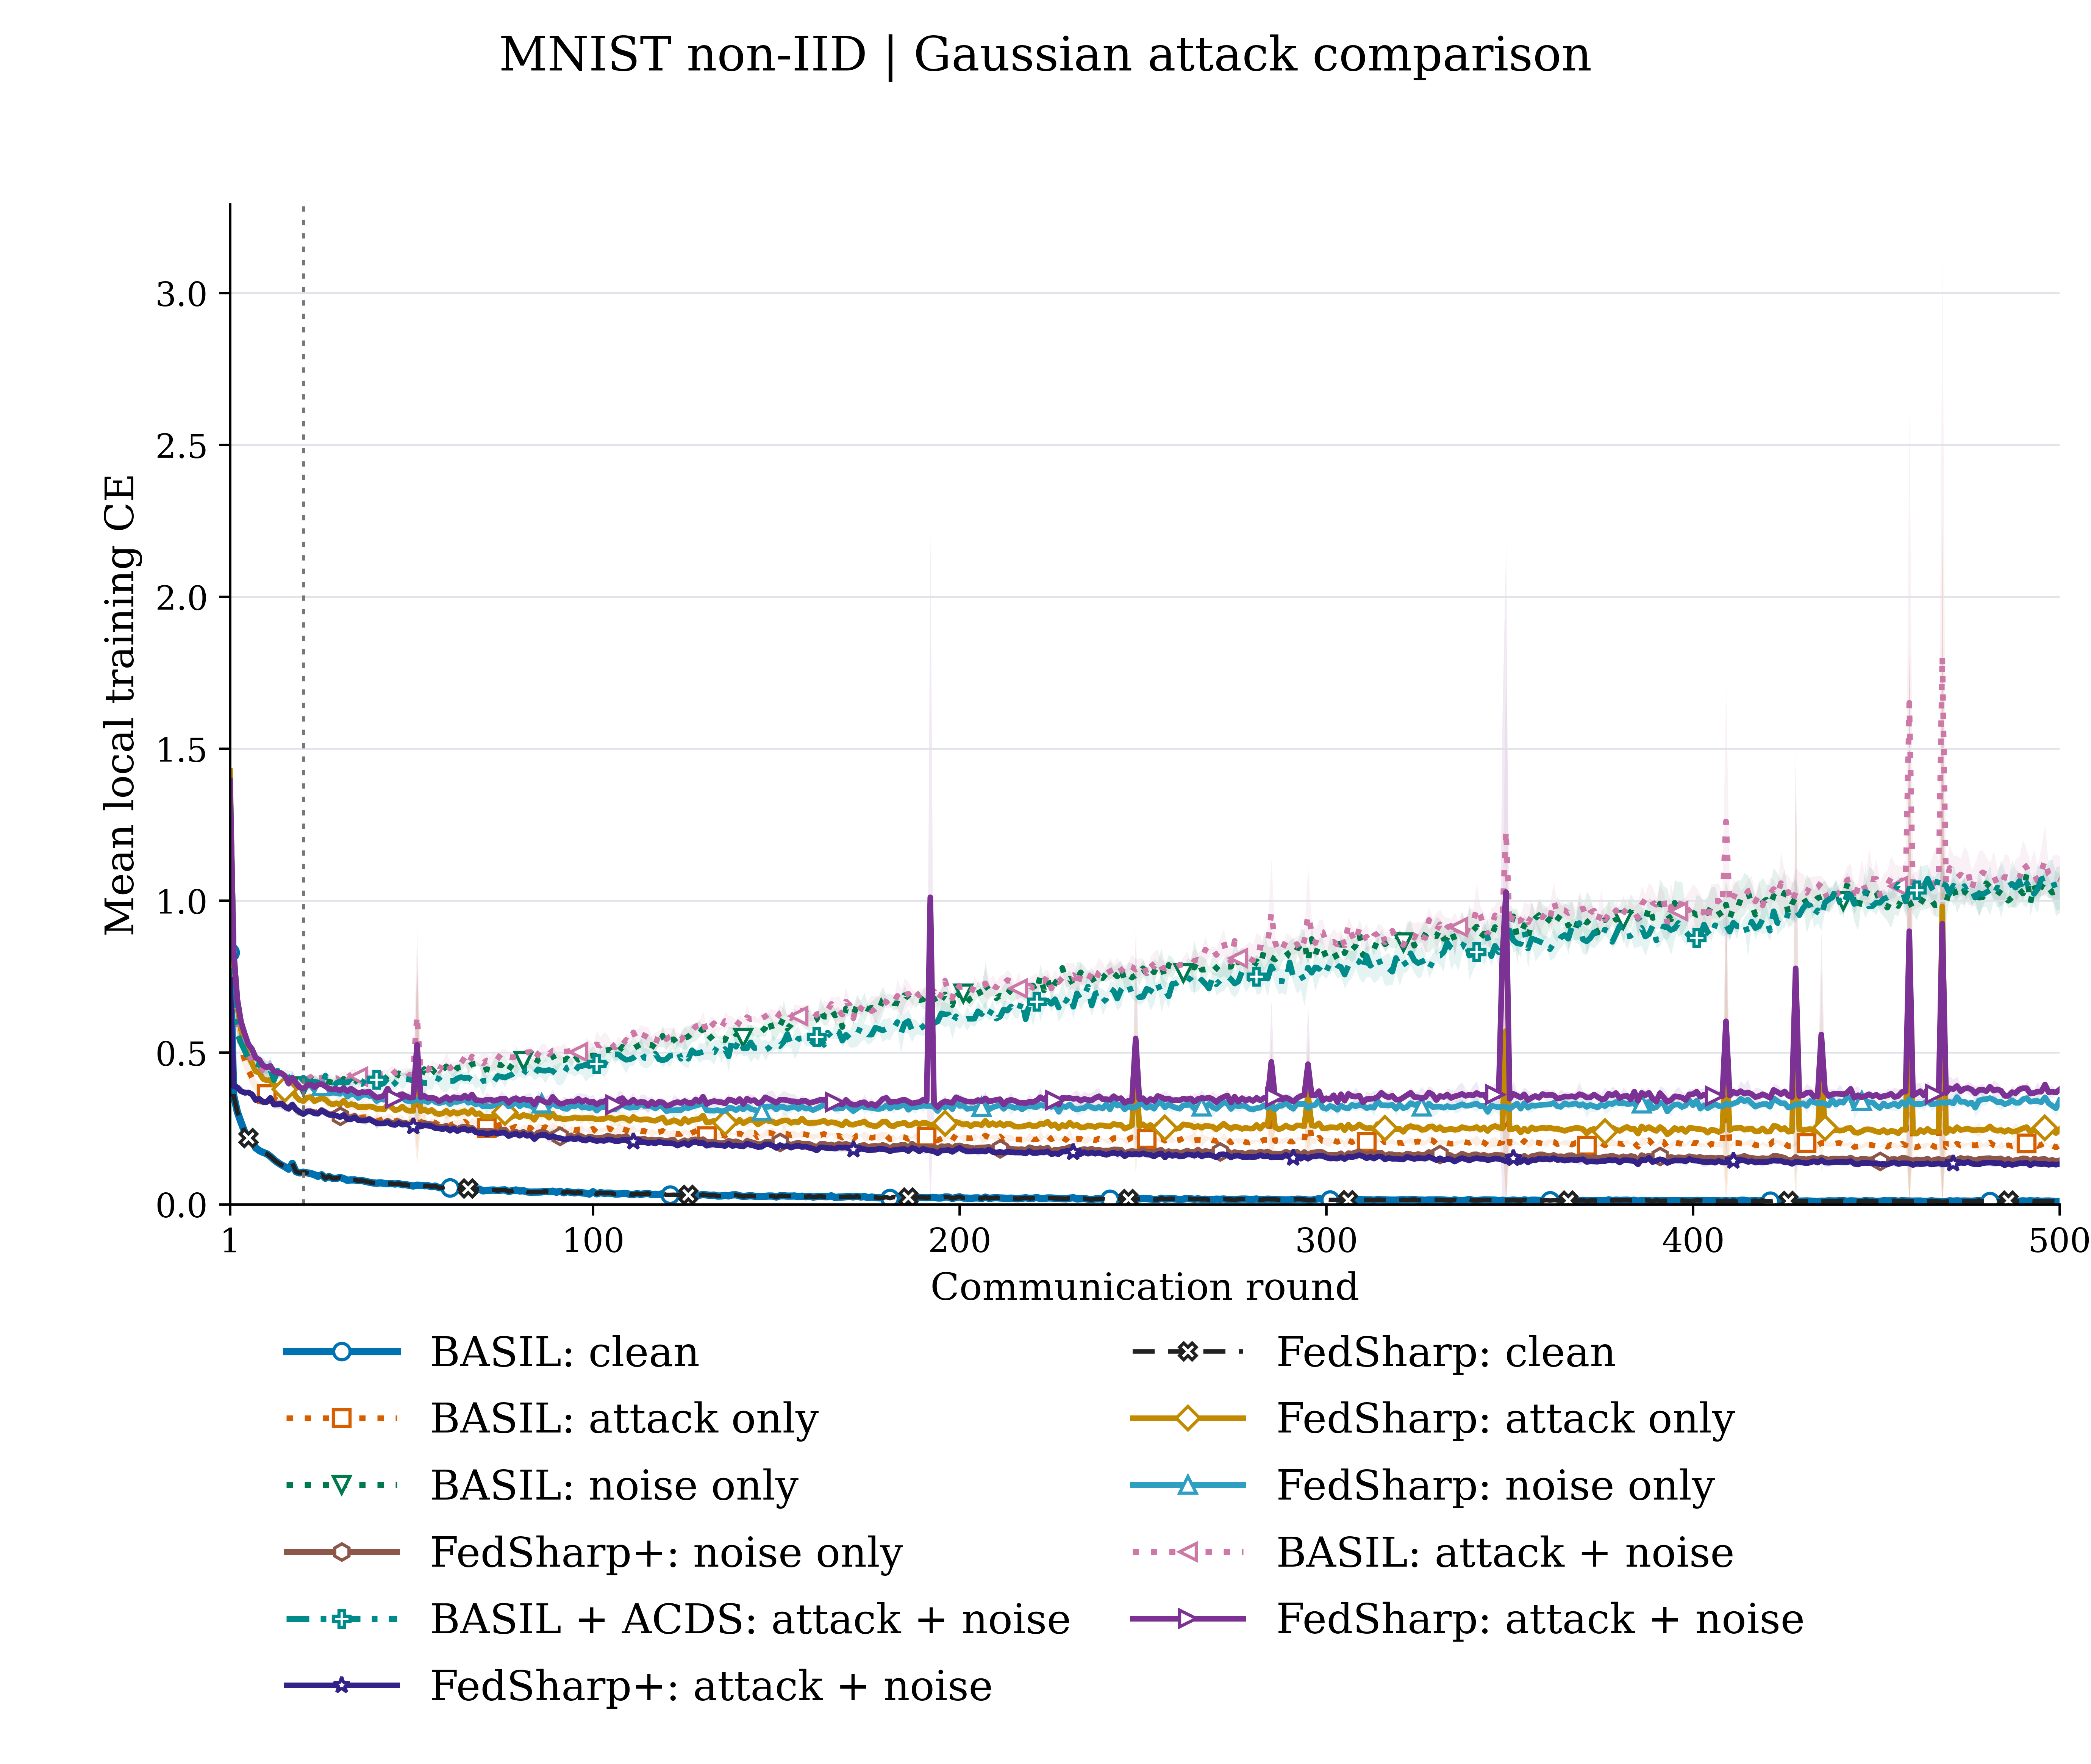 MNIST non-IID | Gaussian attack comparison
3.0
2.5
2.0
1.5
1.0
0.5
0.0
Mean local training CE
1 100 200 300 400 500
Communication round
BASIL: clean
BASIL: attack only
BASIL: noise only
FedSharp+: noise only
BASIL + ACDS: attack + noise
FedSharp+: attack + noise
FedSharp: clean
FedSharp: attack only
FedSharp: noise only
BASIL: attack + noise
FedSharp: attack + noise